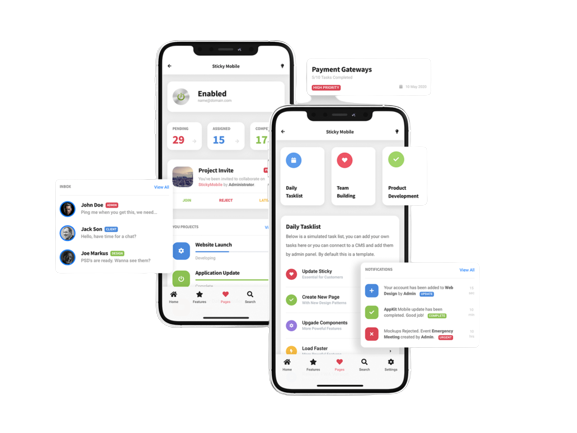 Sticky Mobile
Enabled
name@domain.com
PENDING
29
ASSIGNED
15
COMPL
17
Project Invite
You've been invited to collaborate on
StickyMobile by Administrator
JOIN
REJECT
LATE
YOU PROJECTS
Website Launch
Developing
Application Update
Home
Features
Pages
Search
INBOX
View All
John Doe ADMIN
Ping me when you get this, we need...
Jack Son CLIENT
Hello, have time for a chat?
Joe Markus DESIGN
PSD's are ready. Wanna see them?
Payment Gateways
5/10 Tasks Completed
HIGH PRIORITY
15 May 2020
Sticky Mobile
Daily
Tasklist
Team
Building
Product
Development
Daily Tasklist
Below is a simulated task list, you can add your own
tasks here or you can connect to a CMS and add them
by admin panel. By default this is a template.
Update Sticky
Essential for Customers
Create New Page
With New Design Features
Upgade Components
More Powerful Features
Load Faster
Home
Features
Pages
Search
Settings
NOTIFICATIONS
View All
Your account has been added to Web
Design by Admin UPDATE
AppKit Mobile update has been
completed. Good job! COMPLETE
Mockups Rejected. Event Emergency
Meeting created by Admin. URGENT